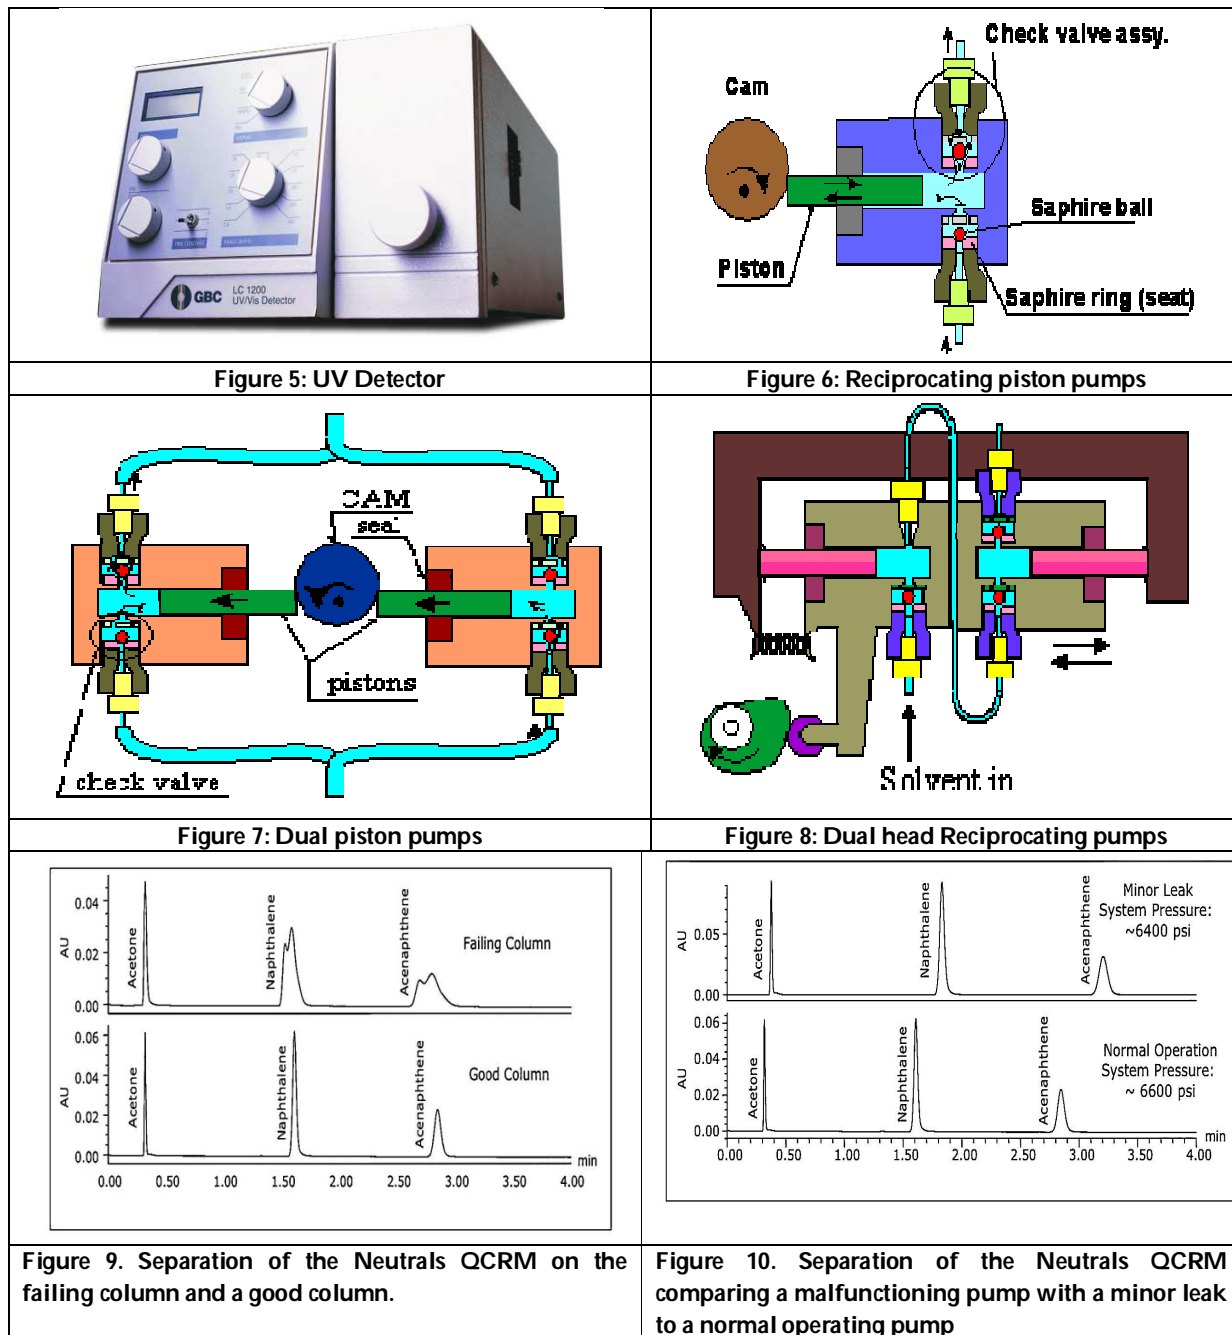 GBC
LC 1200
UV/Vis Detector
Figure 5: UV Detector
Check valve assy.
Cam
Saphire ball
Piston
Saphire ring (seat)
Figure 6: Reciprocating piston pumps
CAM
seal
pistons
check valve
Figure 7: Dual piston pumps
Solvent in
Figure 8: Dual head Reciprocating pumps
0.04
0.02
0.00
AU
Acetone
Naphthalene
Acenaphthene
Failing Column
0.06
0.04
0.02
0.00
AU
Acetone
Naphthalene
Acenaphthene
Good Column
min
0.00 0.50 1.00 1.50 2.00 2.50 3.00 3.50 4.00
Figure 9. Separation of the Neutrals QCRM on the
failing column and a good column.
0.05
0.00
AU
Acetone
Naphthalene
Acenaphthene
Minor Leak
System Pressure:
~6400 psi
0.06
0.04
0.02
0.00
AU
Acetone
Naphthalene
Acenaphthene
Normal Operation
System Pressure:
~ 6600 psi
min
0.00 0.50 1.00 1.50 2.00 2.50 3.00 3.50 4.00
Figure 10. Separation of the Neutrals QCRM
comparing a malfunctioning pump with a minor leak
to a normal operating pump